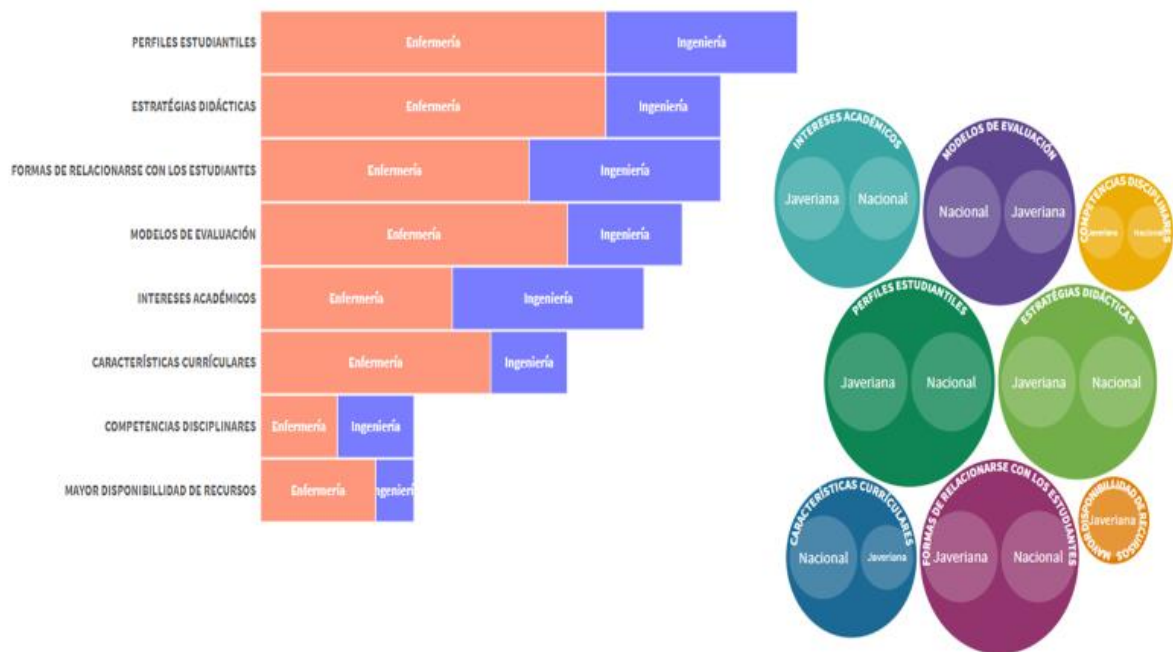 PERFILES ESTUDIANTILES
Enfermería
Ingeniería
ESTRATÉGIAS DIDÁCTICAS
Enfermería
Ingeniería
FORMAS DE RELACIONARSE CON LOS ESTUDIANTES
Enfermería
Ingeniería
MODELOS DE EVALUACIÓN
Enfermería
Ingeniería
INTERESES ACADÉMICOS
Enfermería
Ingeniería
CARACTERÍSTICAS CURRÍCULARES
Enfermería
Ingeniería
COMPETENCIAS DISCIPLINARES
Enfermería
Ingeniería
MAYOR DISPONIBILLIDAD DE RECURSOS
Enfermería
Ingenierí
INTERESES ACADÉMICOS
Javeriana
Nacional
MODELOS DE EVALUACIÓN
Nacional
Javeriana
COMPETENCIAS DISCIPLINARES
Javeriana
Nacional
PERFILES ESTUDIANTILES
Javeriana
Nacional
ESTRATÉGIAS DIDÁCTICAS
Javeriana
Nacional
CARACTERÍSTICAS CURRÍCULARES
Nacional
Javeriana
FORMAS DE RELACIONARSE CON LOS ESTUDIANTES
Javeriana
Nacional
MAYOR DISPONIBILLIDAD DE RECURSOS
Javeriana